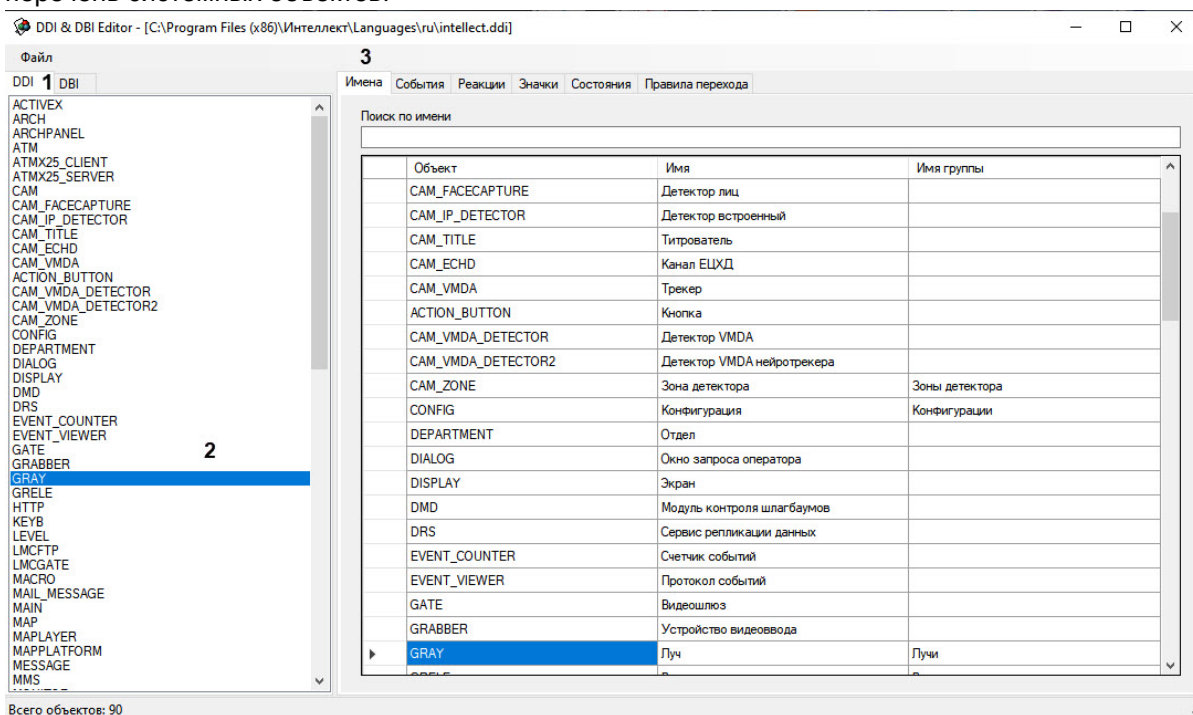 DDI & DBI Editor - [C:\Program Files (x86)\Интеллект\Languages\ru\intellect.ddi]
Файл
3
DDI 1 DBI
Имена События Реакции Значки Состояния Правила перехода
ACTIVEX
ARCH
ARCHPANEL
ATM
ATMX25_CLIENT
ATMX25_SERVER
CAM
CAM_FACECAPTURE
CAM_IP_DETECTOR
CAM_TITLE
CAM_ECHD
CAM_VMDA
ACTION_BUTTON
CAM_VMDA_DETECTOR
CAM_VMDA_DETECTOR2
CAM_ZONE
CONFIG
DEPARTMENT
DIALOG
DISPLAY
DMD
DRS
EVENT_COUNTER
EVENT_VIEWER
GATE
2
GRABBER
GRAY
GRELE
HTTP
KEYB
LEVEL
LMCFTP
LMCGATE
MACRO
MAIL_MESSAGE
MAIN
MAP
MAPLAYER
MAPPLATFORM
MESSAGE
MMS
Поиск по имени
Объект Имя Имя группы
CAM_FACECAPTURE Детектор лиц
CAM_IP_DETECTOR Детектор встроенный
CAM_TITLE Титрователь
CAM_ECHD Канал ЕЦХД
CAM_VMDA Трекер
ACTION_BUTTON Кнопка
CAM_VMDA_DETECTOR Детектор VMDA
CAM_VMDA_DETECTOR2 Детектор VMDA нейротрекера
CAM_ZONE Зона детектора Зоны детектора
CONFIG Конфигурация Конфигурации
DEPARTMENT Отдел
DIALOG Окно запроса оператора
DISPLAY Экран
DMD Модуль контроля шлагбаумов
DRS Сервис репликации данных
EVENT_COUNTER Счетчик событий
EVENT_VIEWER Протокол событий
GATE Видеошлюз
GRABBER Устройство видеоввода
GRAY Луч Лучи
Всего объектов: 90